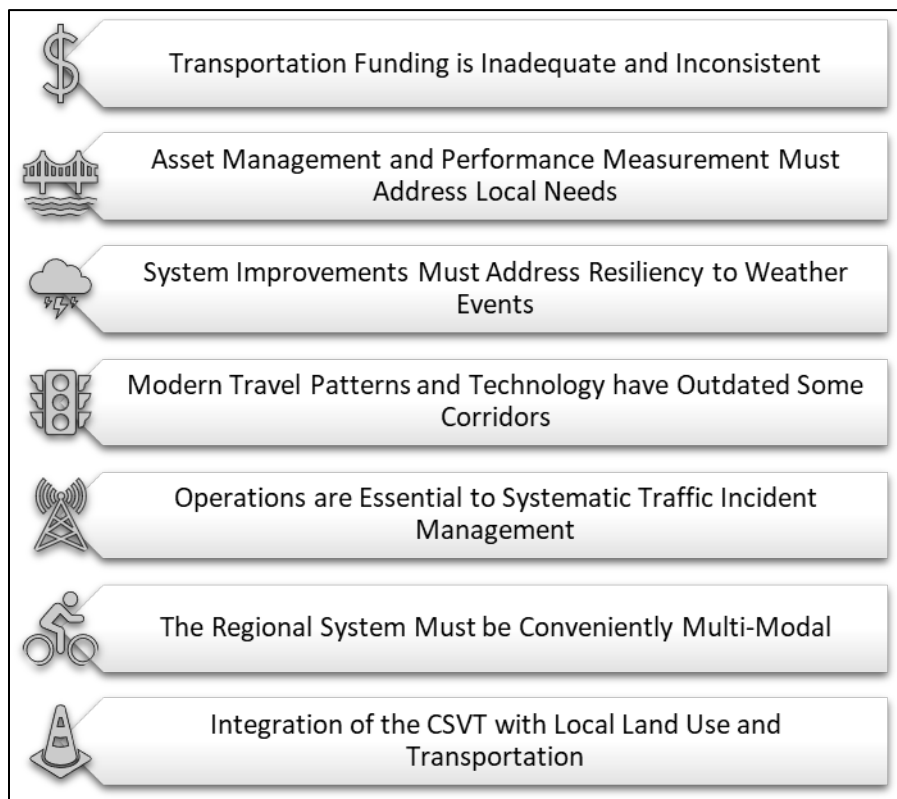 Transportation Funding is Inadequate and Inconsistent
Asset Management and Performance Measurement Must
Address Local Needs
System Improvements Must Address Resiliency to Weather
Events
Modern Travel Patterns and Technology have Outdated Some
Corridors
Operations are Essential to Systematic Traffic Incident
Management
The Regional System Must be Conveniently Multi-Modal
Integration of the CSVT with Local Land Use and
Transportation